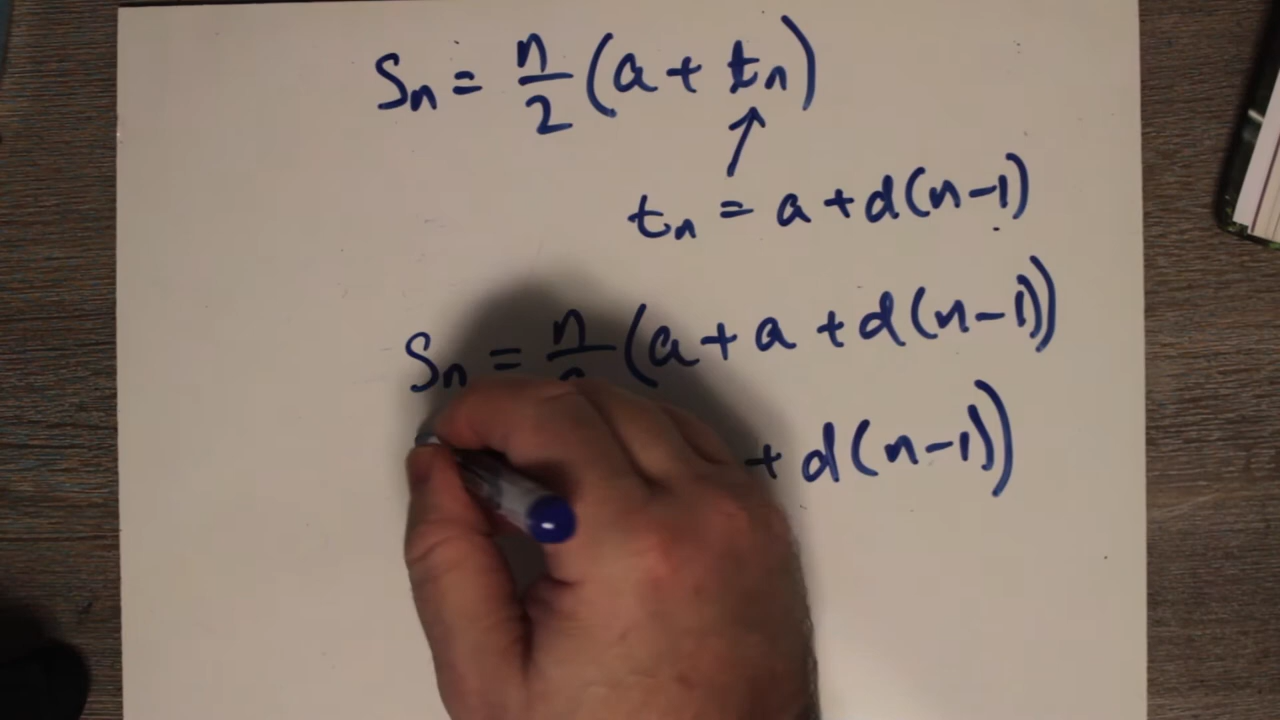 Sn = n/2 (a + tn)
↑
tn = a + d(n-1)
Sn = n/ (a + a + d(n-1))
+ d(n-1))